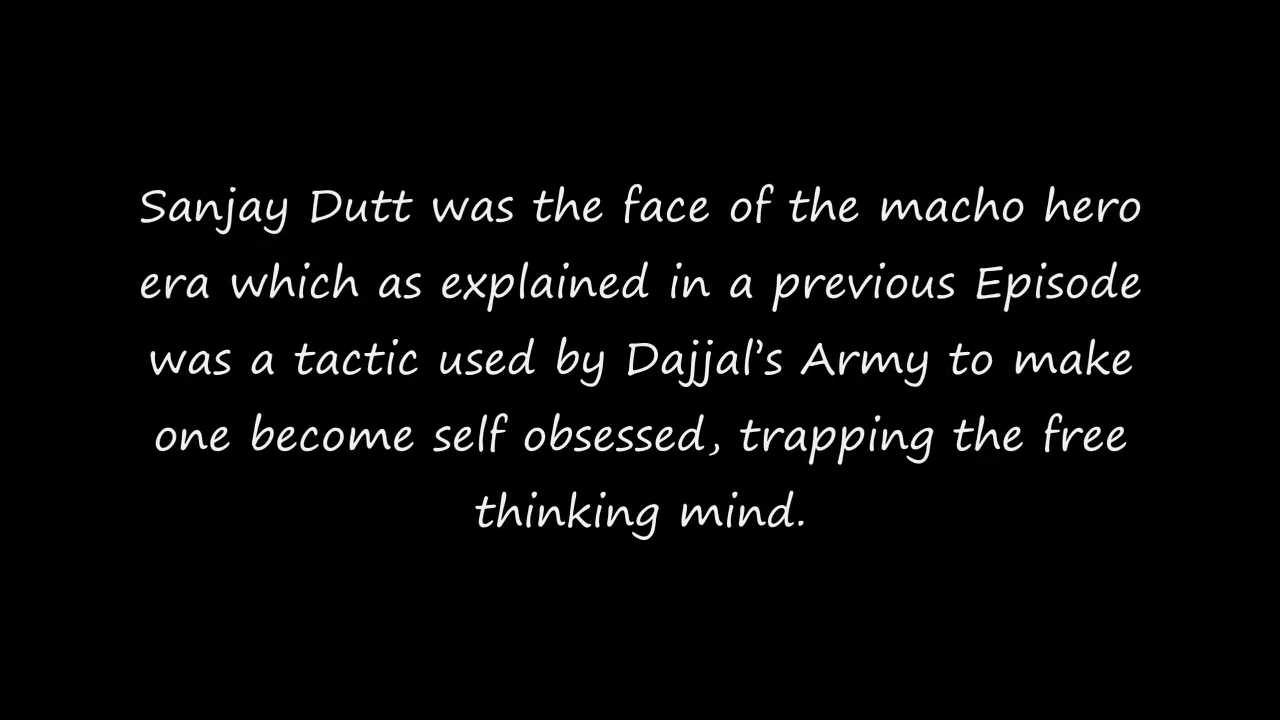 Sanjay Dutt was the face of the macho hero
era which as explained in a previous Episode
was a tactic used by Dajjal's Army to make
one become self obsessed, trapping the free
thinking mind.